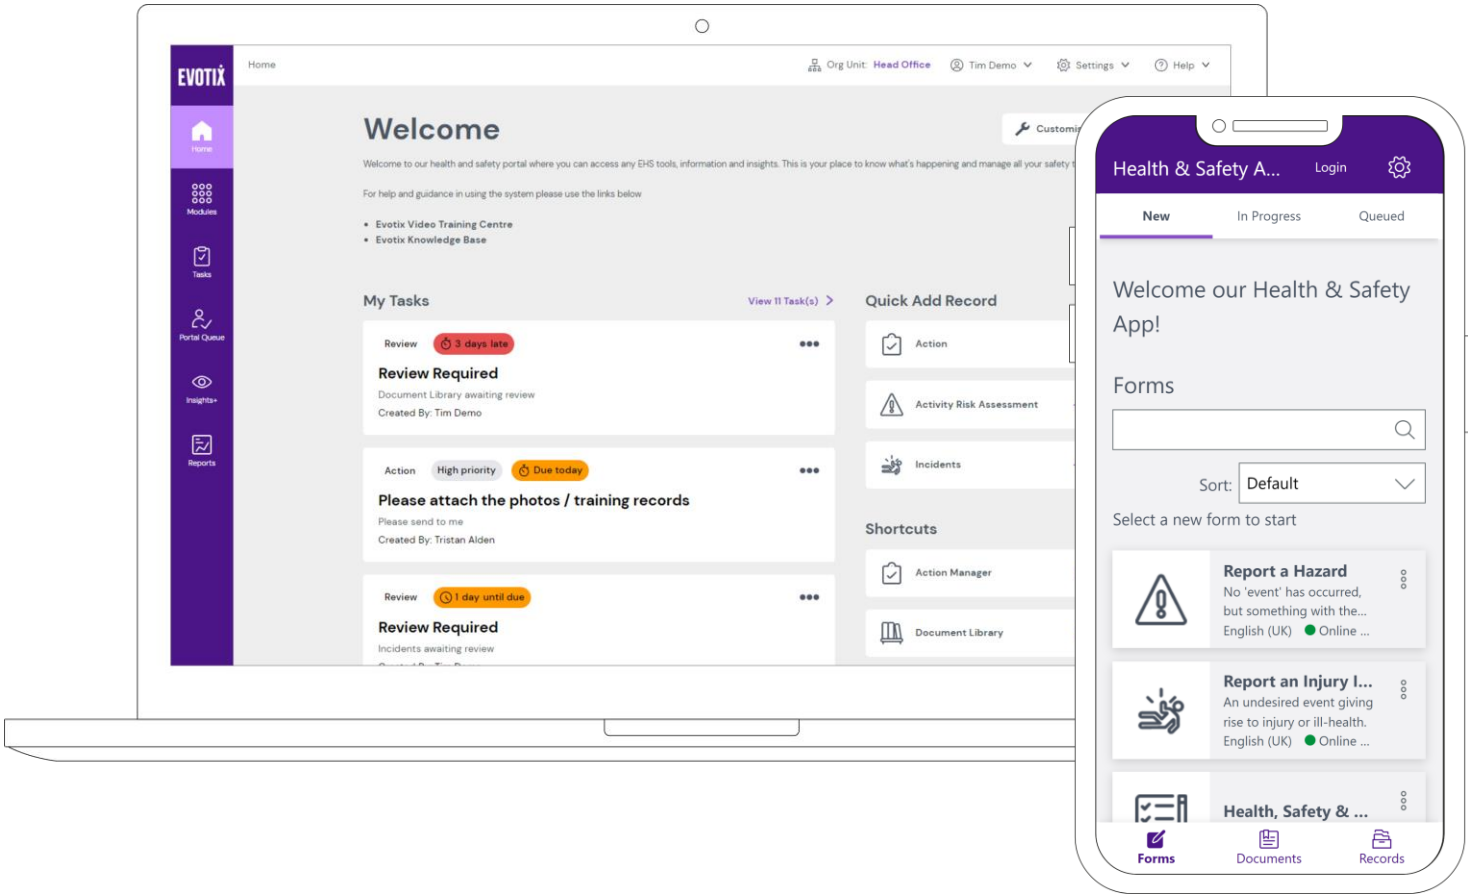 EVOTIX
Home
Org Unit: Head Office
Tim Demo
Settings
Help
Home
Modules
Tasks
Portal Queue
Insights+
Reports
Welcome
Welcome to our health and safety portal where you can access any EHS tools, information and insights. This is your place to know what's happening and manage all your safety t
For help and guidance in using the system please use the links below
• Evotix Video Training Centre
• Evotix Knowledge Base
My Tasks
View 11 Task(s)
Review
3 days late
Review Required
Document Library awaiting review
Created By: Tim Demo
Action
High priority
Due today
Please attach the photos / training records
Please send to me
Created By: Tristan Alden
Review
1 day until due
Review Required
Incidents awaiting review
Quick Add Record
Action
Activity Risk Assessment
Incidents
Shortcuts
Action Manager
Document Library
Health & Safety A...
Login
New
In Progress
Queued
Welcome our Health & Safety
App!
Forms
Sort: Default
Select a new form to start
Report a Hazard
No 'event' has occurred,
but something with the...
English (UK) Online ...
Report an Injury I...
An undesired event giving
rise to injury or ill-health.
English (UK) Online ...
Health, Safety & ...
Forms
Documents
Records